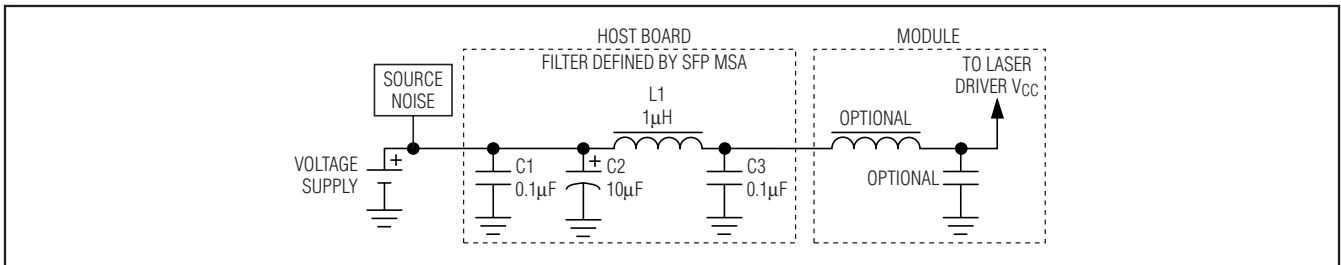 HOST BOARD
FILTER DEFINED BY SFP MSA
MODULE
SOURCE
NOISE
L1
1μH
OPTIONAL
TO LASER
DRIVER VCC
VOLTAGE
SUPPLY
+
C1
0.1μF
+
C2
10μF
C3
0.1μF
OPTIONAL